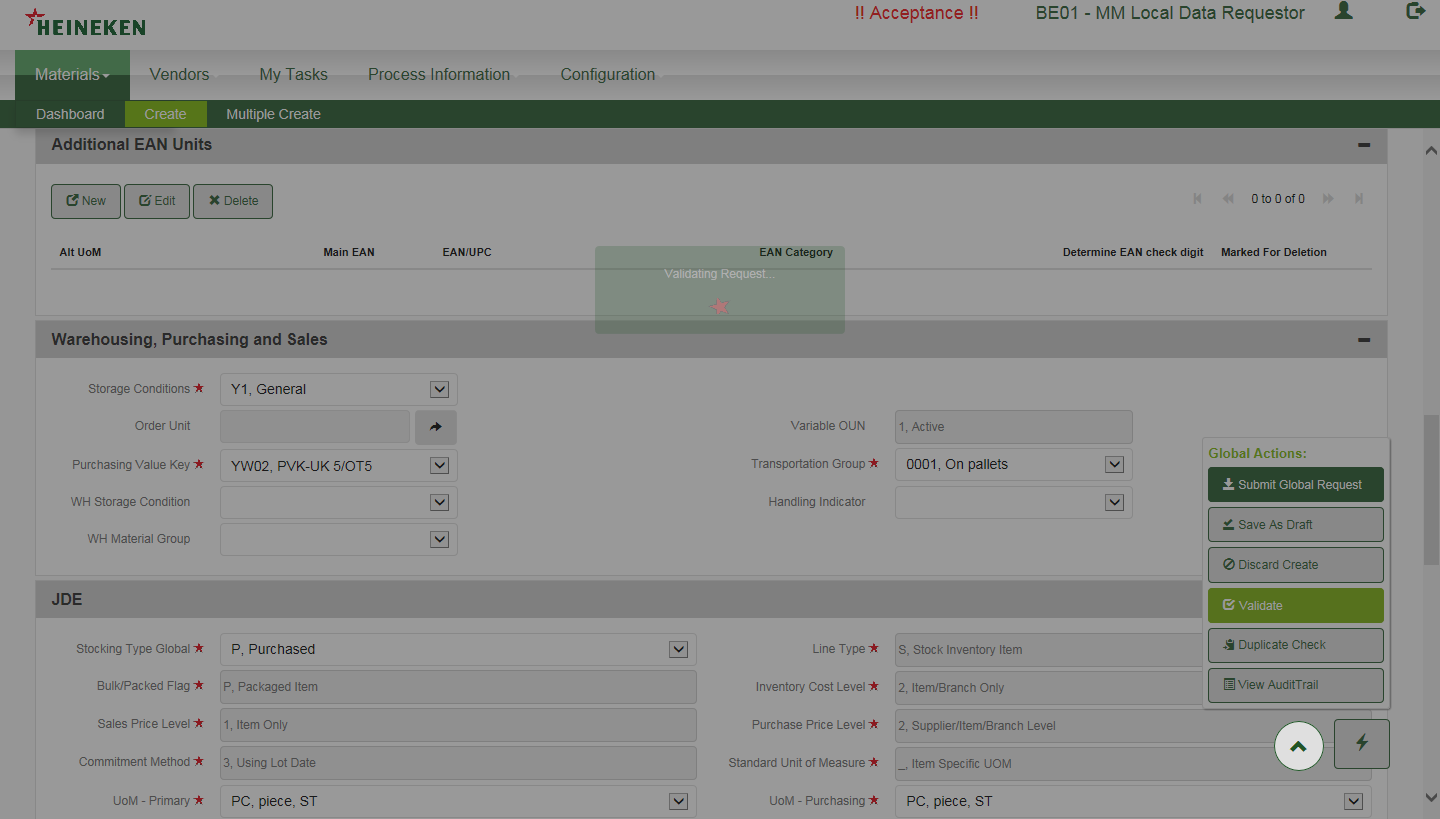 HEINEKEN
!! Acceptance !!
BE01 - MM Local Data Requestor
Materials
Vendors
My Tasks
Process Information
Configuration
Dashboard
Create
Multiple Create
Additional EAN Units
New
Edit
Delete
0 to 0 of 0
Alt UoM
Main EAN
EAN/UPC
EAN Category
Determine EAN check digit
Marked For Deletion
Validating Request...
Warehousing, Purchasing and Sales
Storage Conditions
Y1, General
Order Unit
Variable OUN
1, Active
Purchasing Value Key
YW02, PVK-UK 5/OT5
Transportation Group
0001, On pallets
WH Storage Condition
Handling Indicator
WH Material Group
Global Actions:
Submit Global Request
Save As Draft
Discard Create
Validate
Duplicate Check
View AuditTrail
JDE
Stocking Type Global
P, Purchased
Line Type
S, Stock Inventory Item
Bulk/Packed Flag
P, Packaged Item
Inventory Cost Level
2, Item/Branch Only
Sales Price Level
1, Item Only
Purchase Price Level
2, Supplier/Item/Branch Level
Commitment Method
3, Using Lot Date
Standard Unit of Measure
_, Item Specific UOM
UoM - Primary
PC, piece, ST
UoM - Purchasing
PC, piece, ST